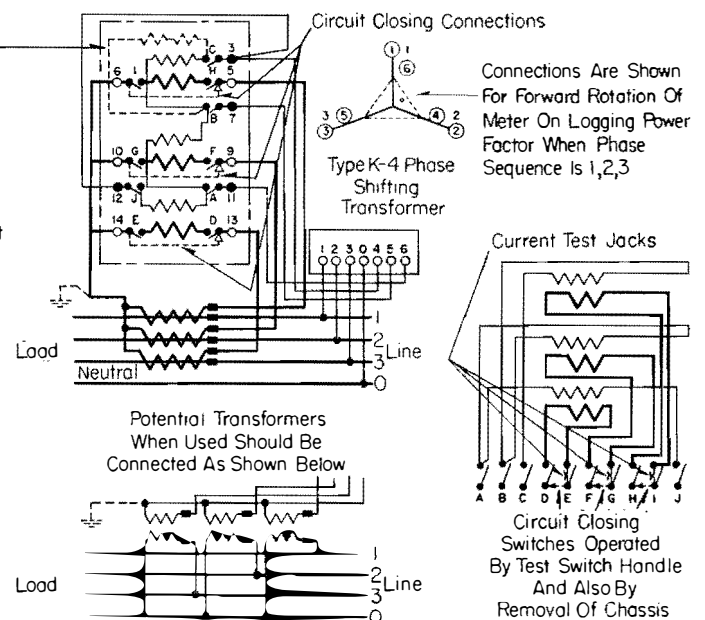 Circuit Closing Connections
C 3
6 I H 5
B 7
10 G F 9
12 J A 11
14 E D 13
1 1
6
3 5 4 2
3 2
Type K-4 Phase
Shifting
Transformer
Connections Are Shown
For Forward Rotation Of
Meter On Logging Power
Factor When Phase
Sequence Is 1,2,3
1 2 3 0 4 5 6
Load
1
2
3
0
Line
Neutral
Potential Transformers
When Used Should Be
Connected As Shown Below
Load
1
2
3
0
Line
Current Test Jacks
A B C D E F G H I J
Circuit Closing
Switches Operated
By Test Switch Handle
And Also By
Removal Of Chassis